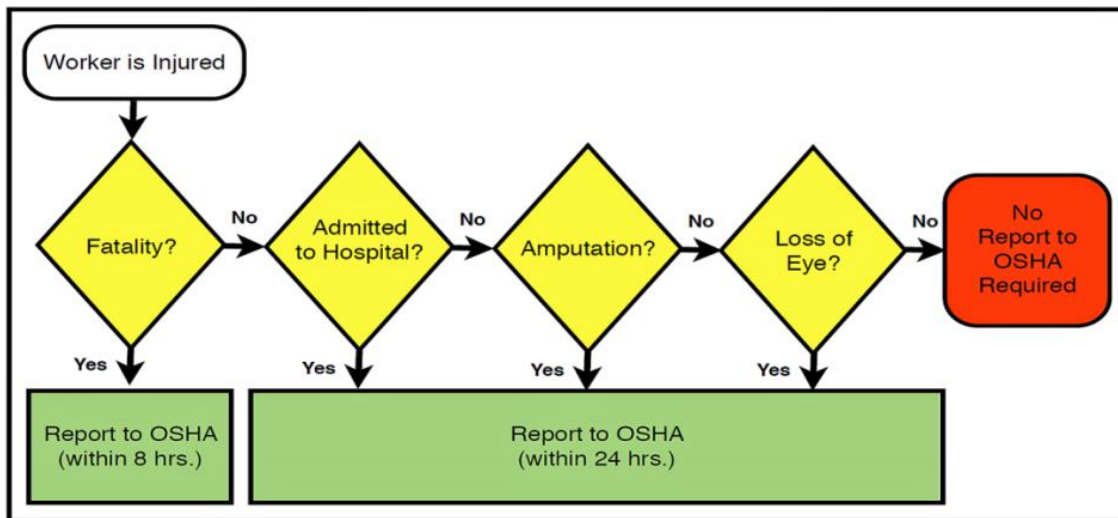 Worker is Injured
Fatality?
No
Admitted
to Hospital?
No
Amputation?
No
Loss of
Eye?
No
No
Report to
OSHA
Required
Yes
Yes
Yes
Yes
Report to OSHA
(within 8 hrs.)
Report to OSHA
(within 24 hrs.)